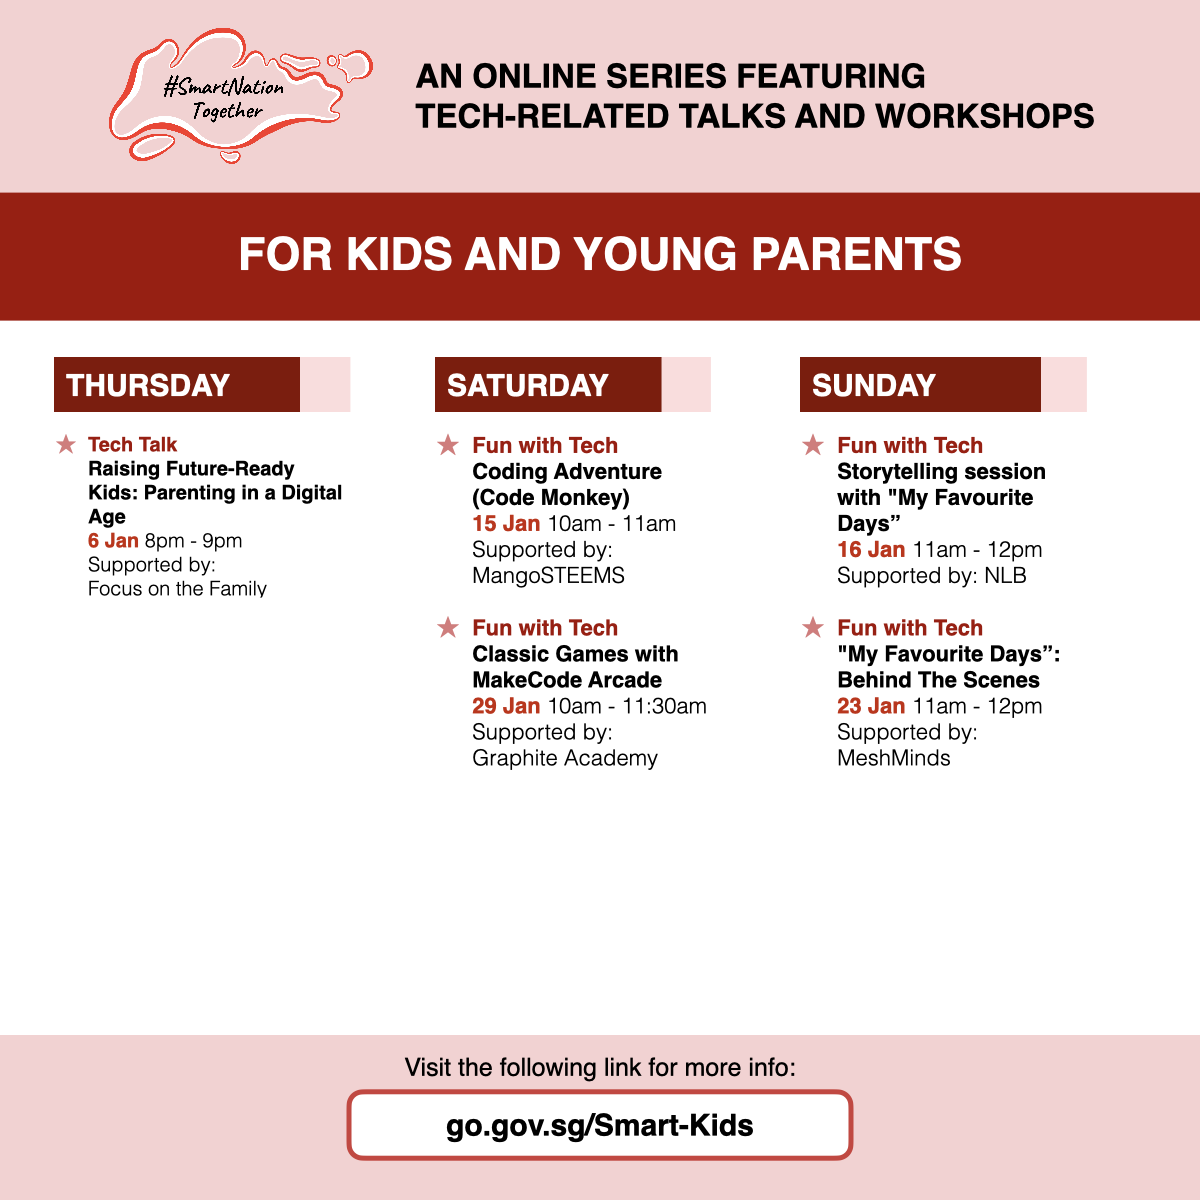 #SmartNation
Together
AN ONLINE SERIES FEATURING
TECH-RELATED TALKS AND WORKSHOPS
FOR KIDS AND YOUNG PARENTS
THURSDAY
Tech Talk
Raising Future-Ready
Kids: Parenting in a Digital
Age
6 Jan 8pm - 9pm
Supported by:
Focus on the Family
SATURDAY
Fun with Tech
Coding Adventure
(Code Monkey)
15 Jan 10am - 11am
Supported by:
MangoSTEEMS
Fun with Tech
Classic Games with
MakeCode Arcade
29 Jan 10am - 11:30am
Supported by:
Graphite Academy
SUNDAY
Fun with Tech
Storytelling session
with "My Favourite
Days”
16 Jan 11am - 12pm
Supported by: NLB
Fun with Tech
"My Favourite Days”:
Behind The Scenes
23 Jan 11am - 12pm
Supported by:
MeshMinds
Visit the following link for more info:
go.gov.sg/Smart-Kids